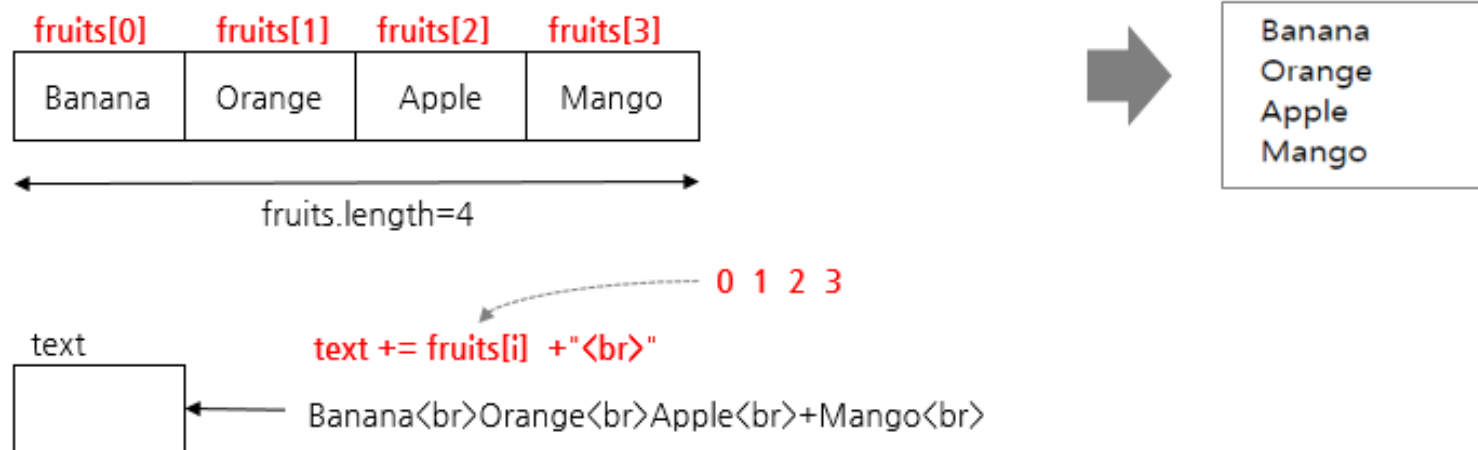 fruits[0] fruits[1] fruits[2] fruits[3]
Banana Orange Apple Mango
fruits.length=4
Banana
Orange
Apple
Mango
0 1 2 3
text += fruits[i] +"<br>"
text
Banana<br>Orange<br>Apple<br>+Mango<br>